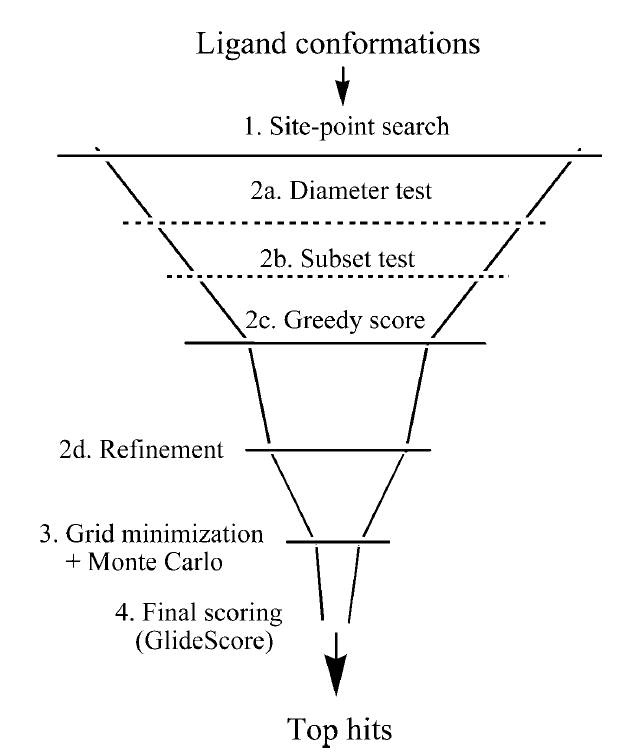 Ligand conformations
1. Site-point search
2a. Diameter test
2b. Subset test
2c. Greedy score
2d. Refinement
3. Grid minimization
+ Monte Carlo
4. Final scoring
(GlideScore)
Top hits